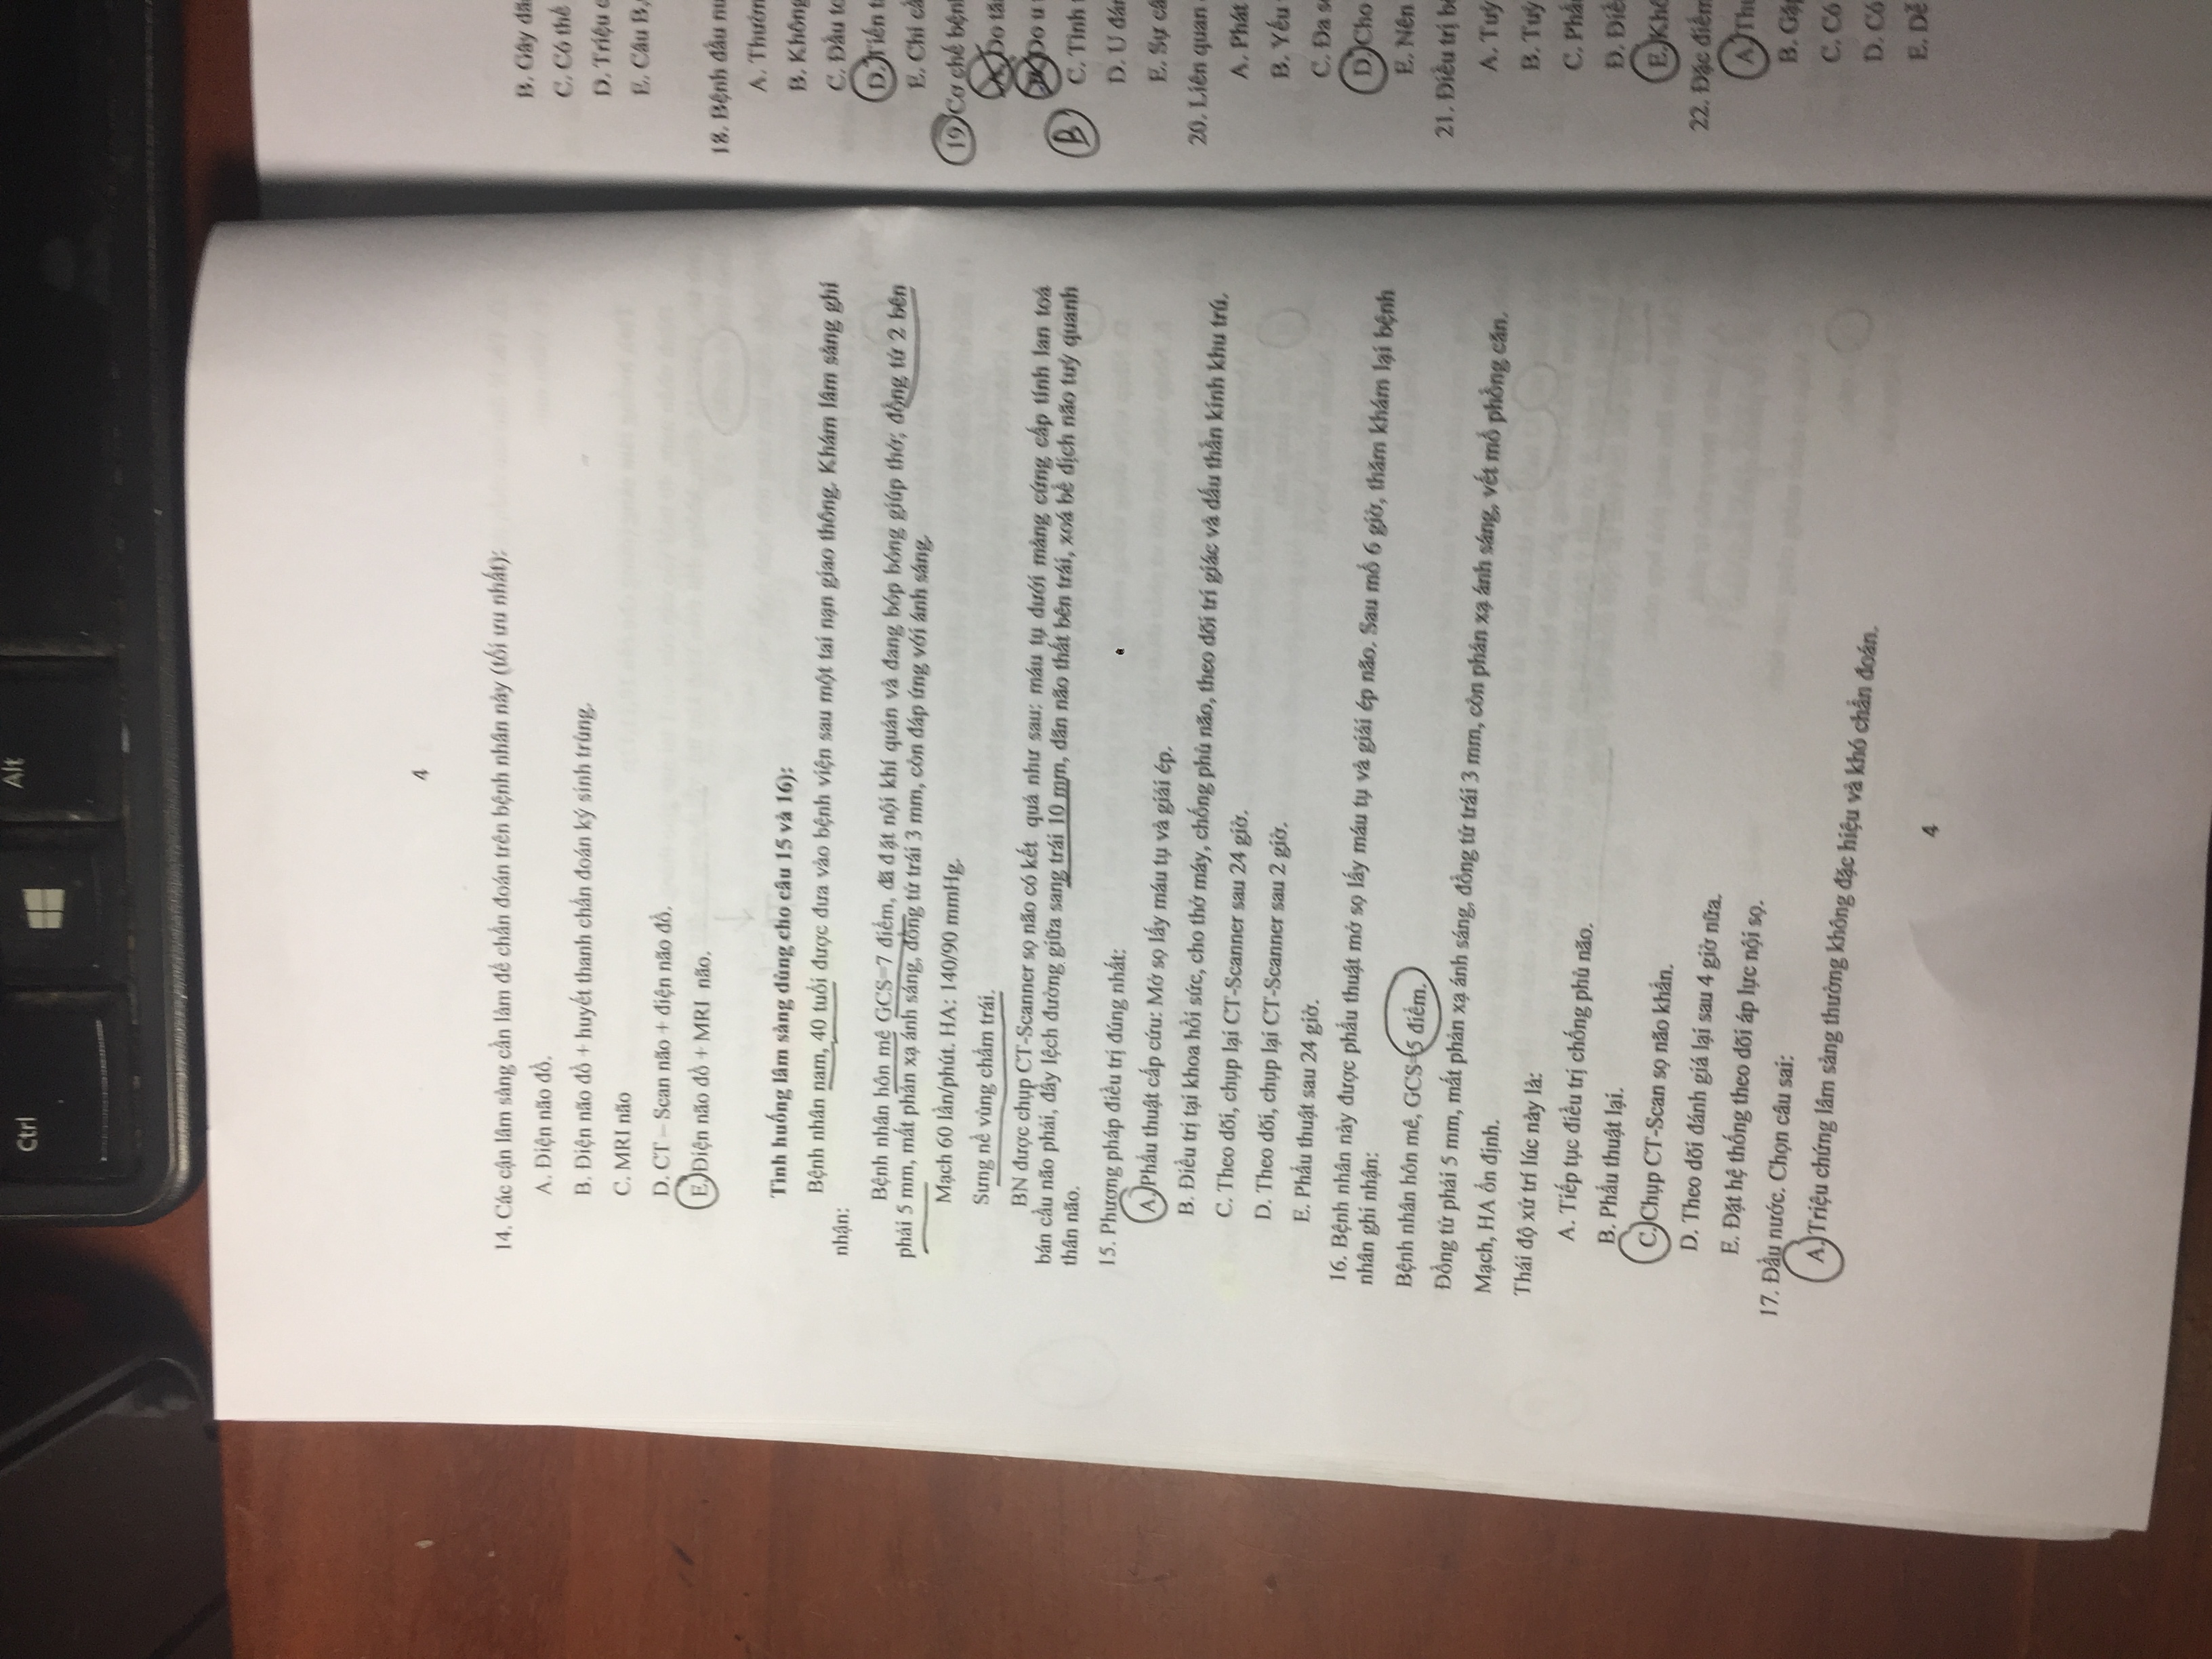 Ctrl
Alt
4
14. Các cận lâm sàng cần làm để chẩn đoán trên bệnh nhân này (tối ưu nhất):
A. Điện não đồ.
B. Điện não đồ + huyết thanh chẩn đoán ký sinh trùng.
C. MRI não
D. CT – Scan não + điện não đồ.
E. Điện não đồ + MRI não.
Tình huống lâm sàng dùng cho câu 15 và 16):
Bệnh nhân nam, 40 tuổi được đưa vào bệnh viện sau một tai nạn giao thông. Khám lâm sàng ghi
nhận:
Bệnh nhân hôn mê GCS=7 điểm, đã đặt nội khí quản và đang bóp bóng giúp thở; đồng tử 2 bên
phải 5 mm, mất phản xạ ánh sáng, đồng tử trái 3 mm, còn đáp ứng với ánh sáng.
Mạch 60 lần/phút. HA: 140/90 mmHg.
Sưng nề vùng chẩm trái.
BN được chụp CT-Scanner sọ não có kết quả như sau: máu tụ dưới màng cứng cấp tính lan toả
bán cầu não phải, đẩy lệch đường giữa sang trái 10 mm, dãn não thất bên trái, xoá bể dịch não tuỷ quanh
thân não.
15. Phương pháp điều trị đúng nhất:
A. Phẫu thuật cấp cứu: Mở sọ lấy máu tụ và giải ép.
B. Điều trị tại khoa hồi sức, cho thở máy, chống phù não, theo dõi tri giác và dấu thần kinh khu trú.
C. Theo dõi, chụp lại CT-Scanner sau 24 giờ.
D. Theo dõi, chụp lại CT-Scanner sau 2 giờ.
E. Phẫu thuật sau 24 giờ.
16. Bệnh nhân này được phẫu thuật mở sọ lấy máu tụ và giải ép não. Sau mổ 6 giờ, thăm khám lại bệnh
nhân ghi nhận:
Bệnh nhân hôn mê, GCS=5 điểm.
Đồng tử phải 5 mm, mất phản xạ ánh sáng, đồng tử trái 3 mm, còn phản xạ ánh sáng, vết mổ phồng căn.
Mạch, HA ổn định.
Thái độ xử trí lúc này là:
A. Tiếp tục điều trị chống phù não.
B. Phẫu thuật lại.
C. Chụp CT-Scan sọ não khẩn.
D. Theo dõi đánh giá lại sau 4 giờ nữa.
E. Đặt hệ thống theo dõi áp lực nội sọ.
17. Đầu nước. Chọn câu sai:
A. Triệu chứng lâm sàng thường không đặc hiệu và khó chẩn đoán.
4
B. Gây
C. Có thể
D. Triệu
E. Câu B,
18. Bệnh đầu
A.
B. Không
C. Đầu
D. Tiến
E. Chỉ
19. Cơ chế
A. Do
B. Do u
B
C. Tình
D. U
E. Sự
20. Liên quan
A. Phát
B. Yếu
C. Đa
D. Cho
E. Nên
21. Điều trị
A. Tuỳ
B. Tuỳ
C.
D.
E.
22. Đặc điểm
A.
B.
C. Có
D. Có
E. Dễ